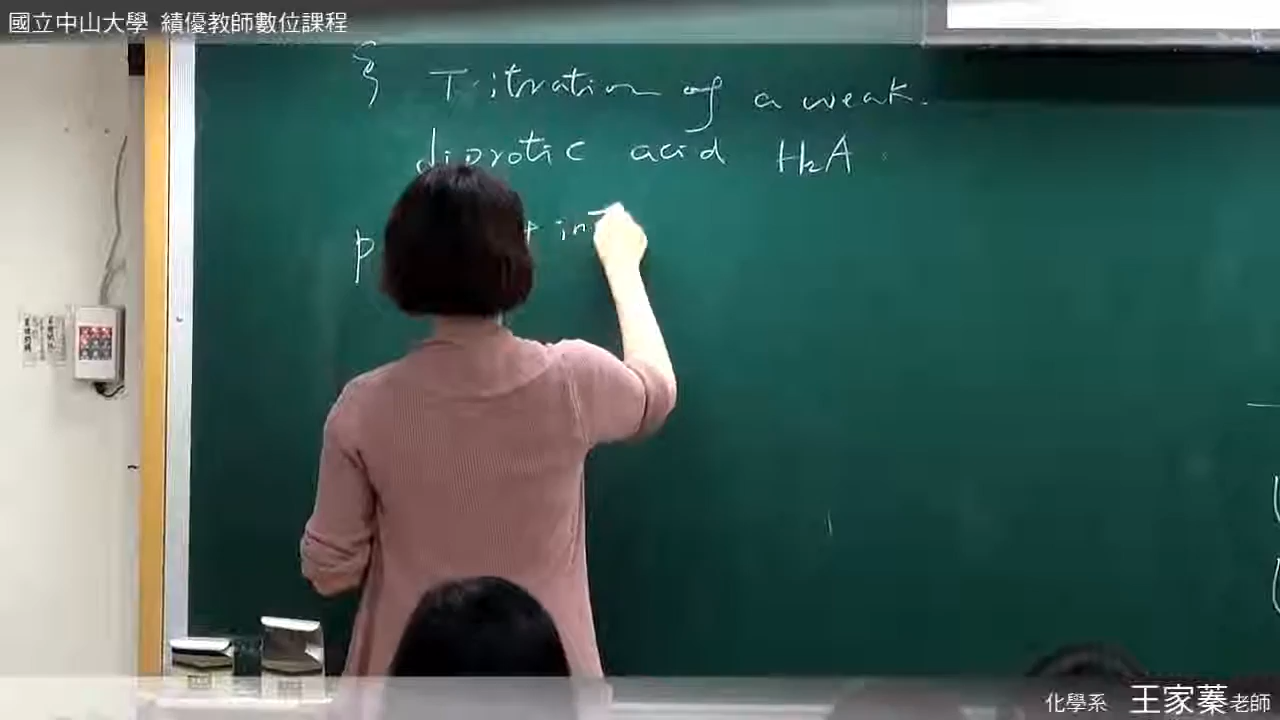 國立中山大學 績優教師數位課程
§ Titration of a weak
diprotic acid H2A
p
化學系 王家蓁老師